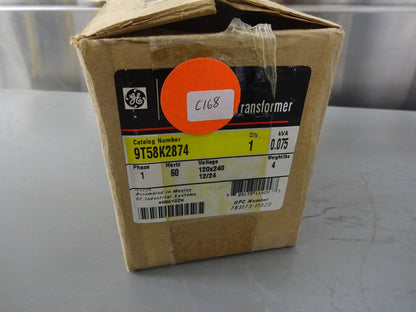 GE
C168
Transformer
Catalog Number
Qty
kVA
9T58K2874
1
0.075
Phase
Hertz
Voltage
Weight/lbs
1
60
120x240
4
12/24
Assembled in Mexico
GE Industrial Systems
UPC Number